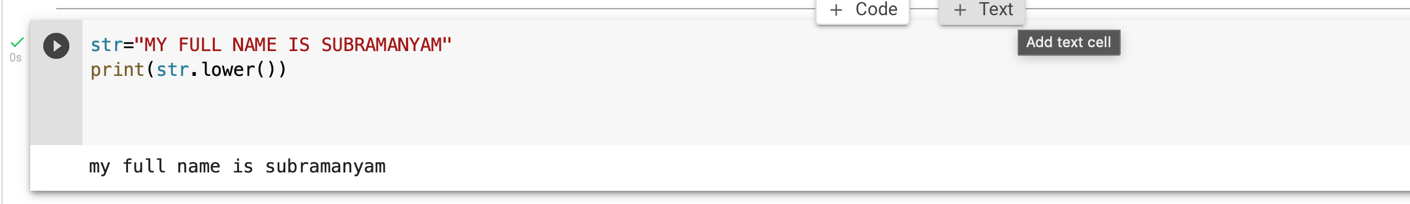 + Code + Text
Add text cell
0s
str="MY FULL NAME IS SUBRAMANYAM"
print(str.lower())
my full name is subramanyam